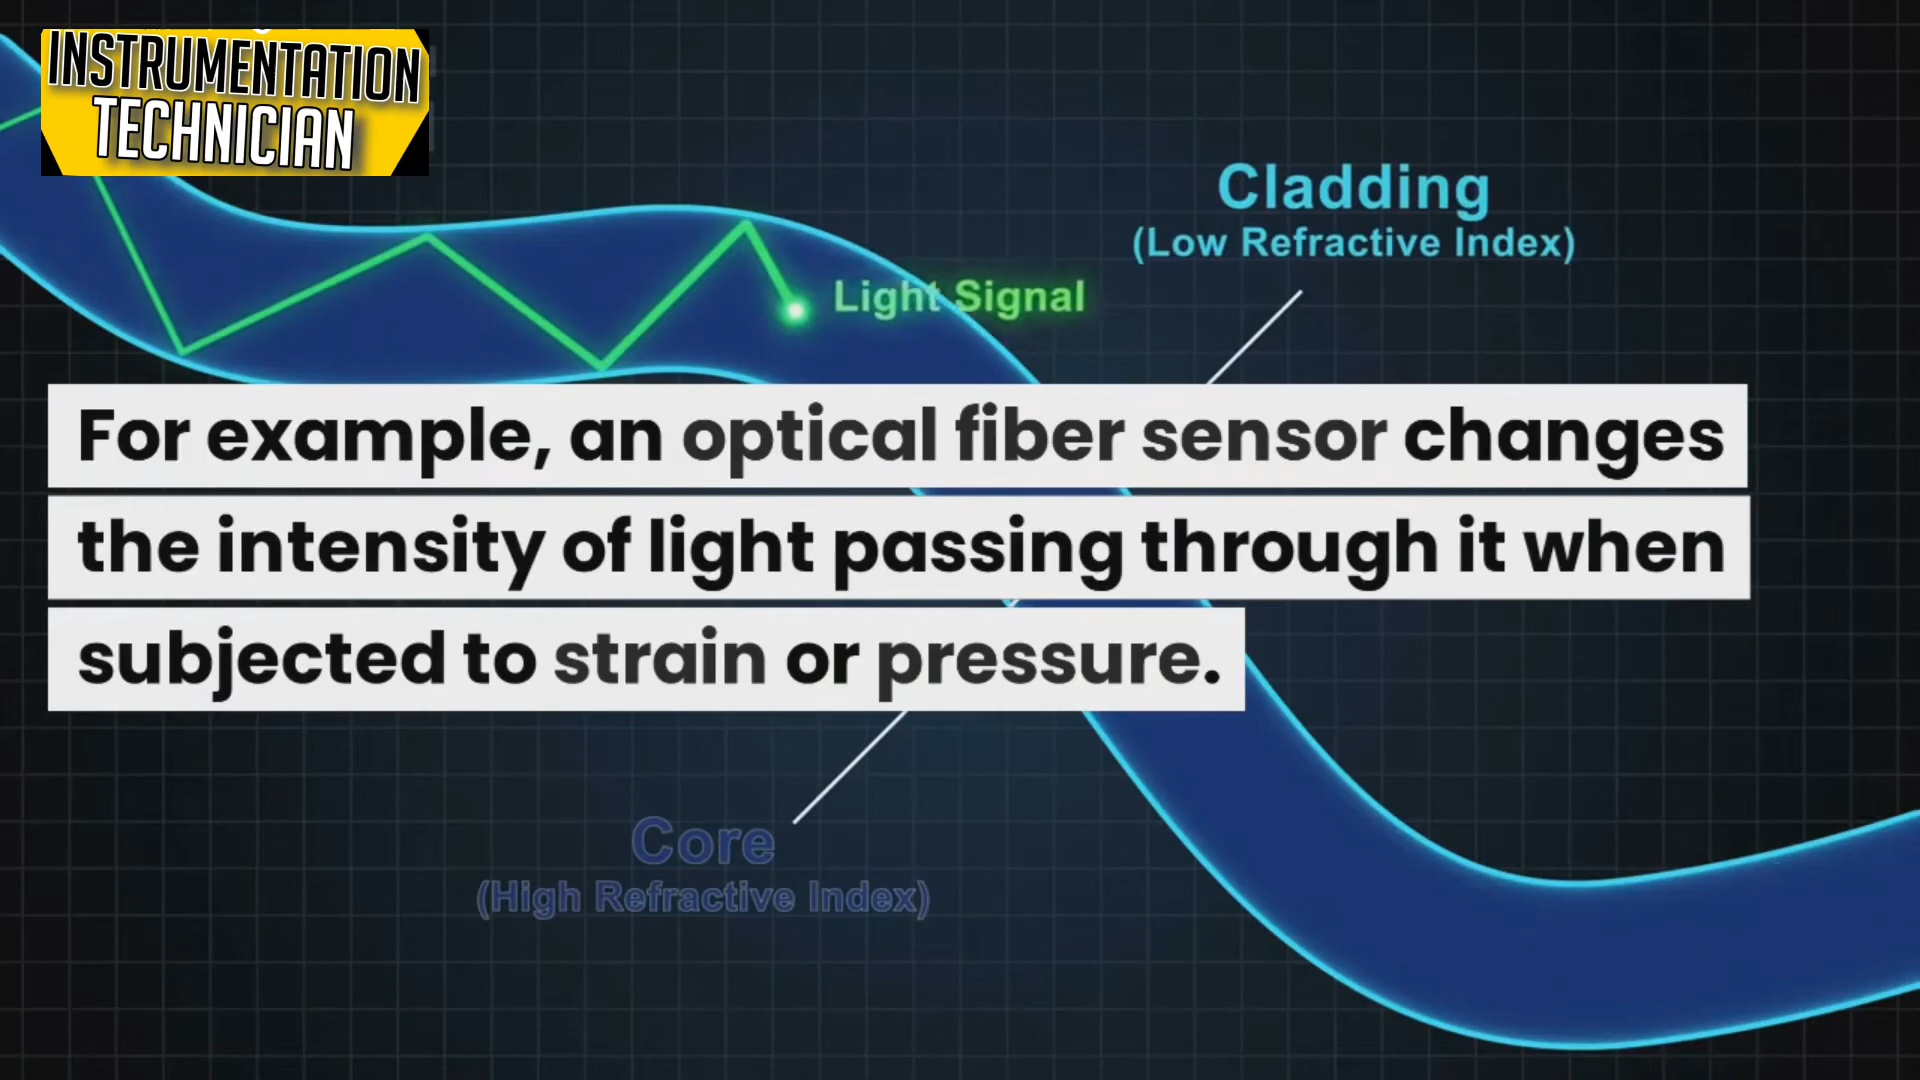 INSTRUMENTATION
TECHNICIAN
Cladding
(Low Refractive Index)
Light Signal
For example, an optical fiber sensor changes
the intensity of light passing through it when
subjected to strain or pressure.
Core
(High Refractive Index)